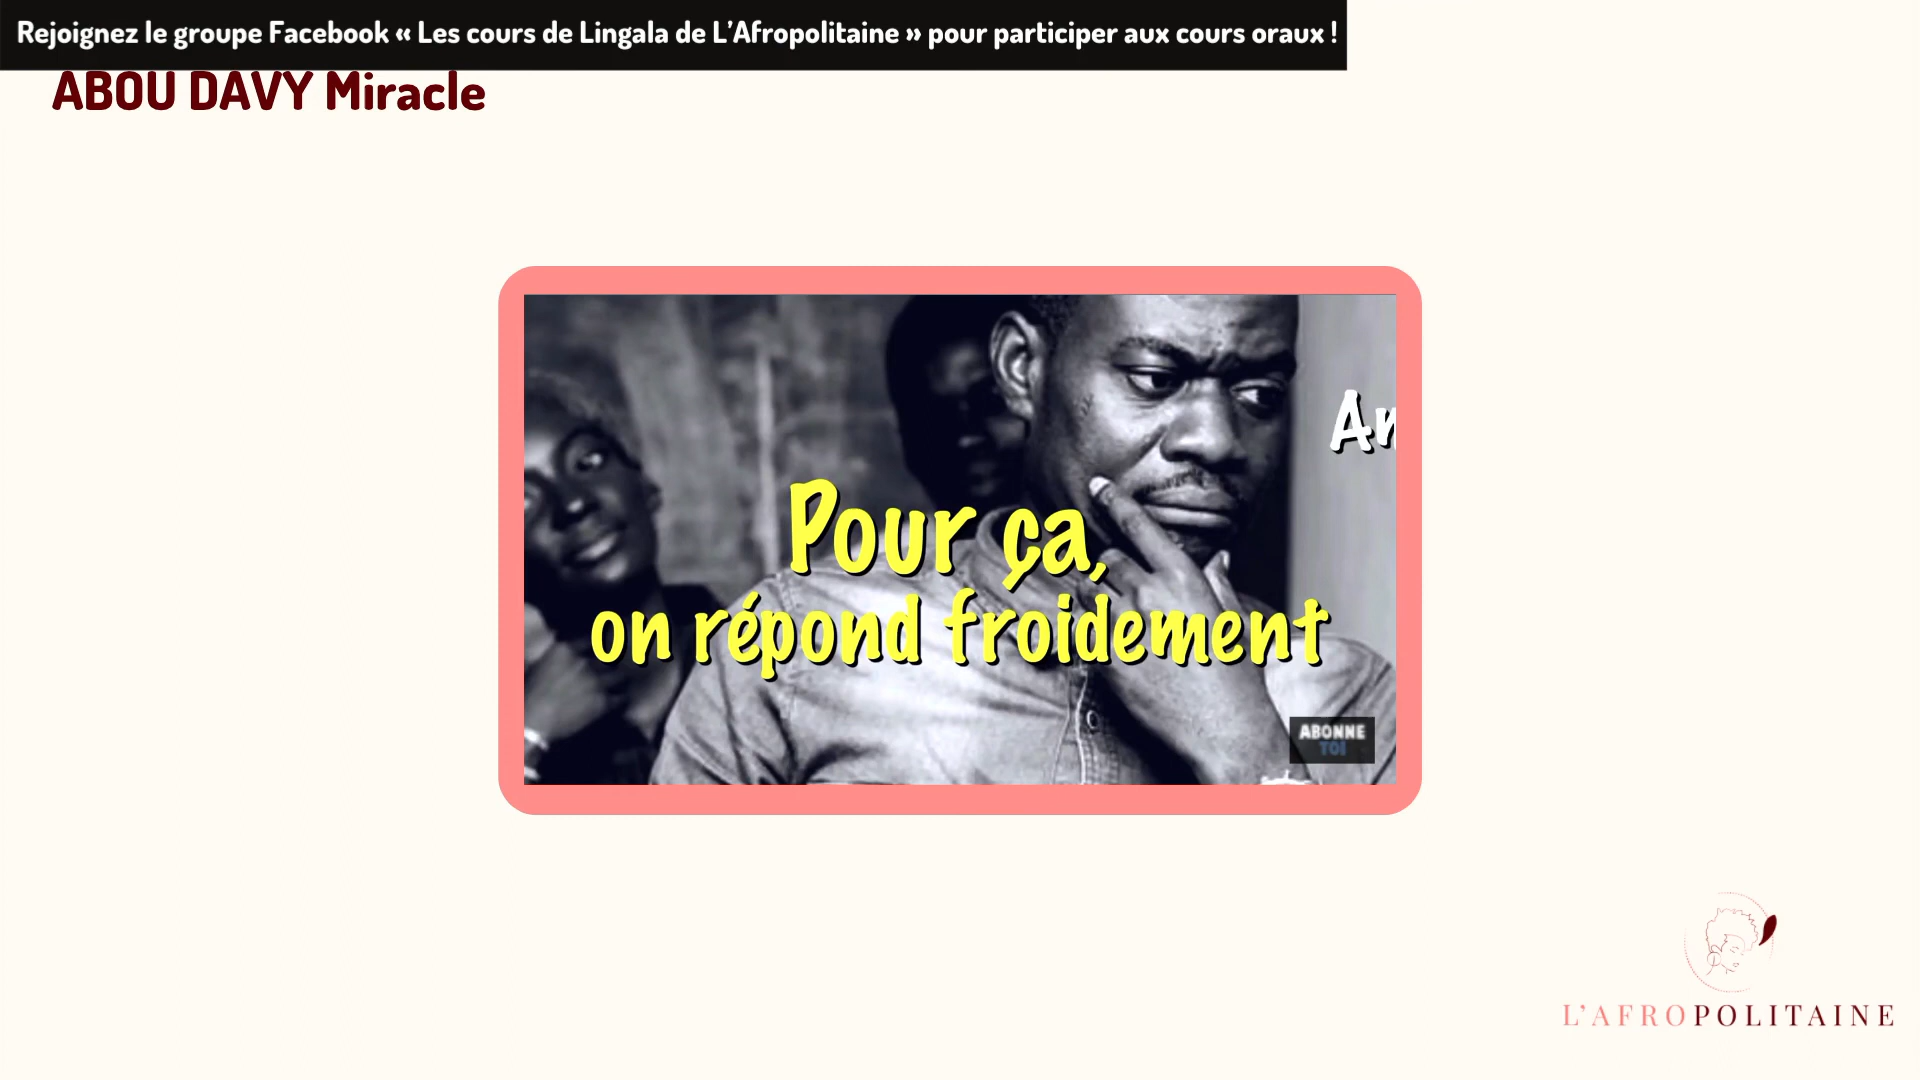 Rejoignez le groupe Facebook « Les cours de Lingala de L'Afropolitaine » pour participer aux cours oraux !
ABOU DAVY Miracle
Pour ça,
on répond froidement
ABONNE
TOI
L'AFROPOLITAINE